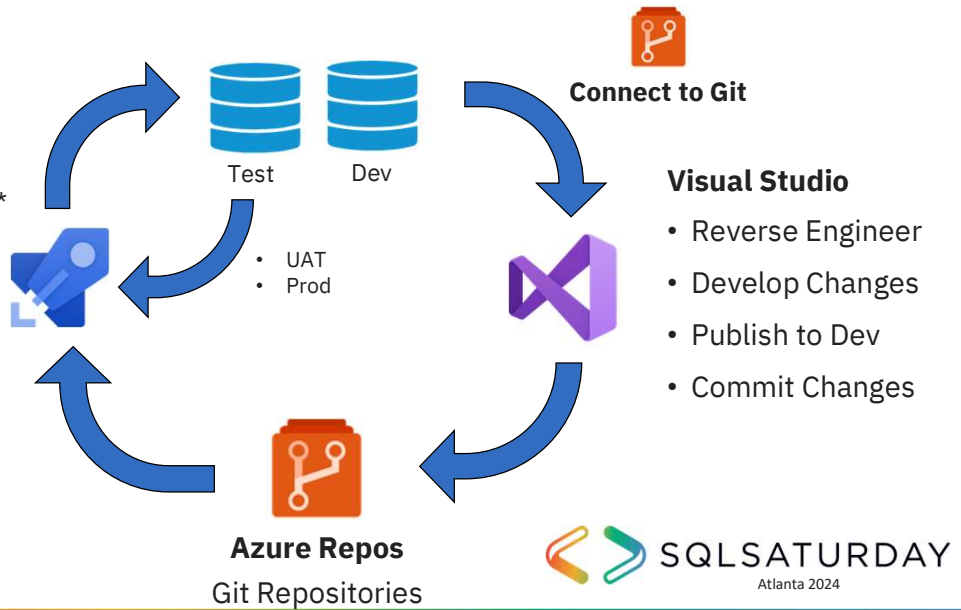 Connect to Git
Test
Dev
*
• UAT
• Prod
Visual Studio
• Reverse Engineer
• Develop Changes
• Publish to Dev
• Commit Changes
Azure Repos
Git Repositories
SQLSATURDAY
Atlanta 2024